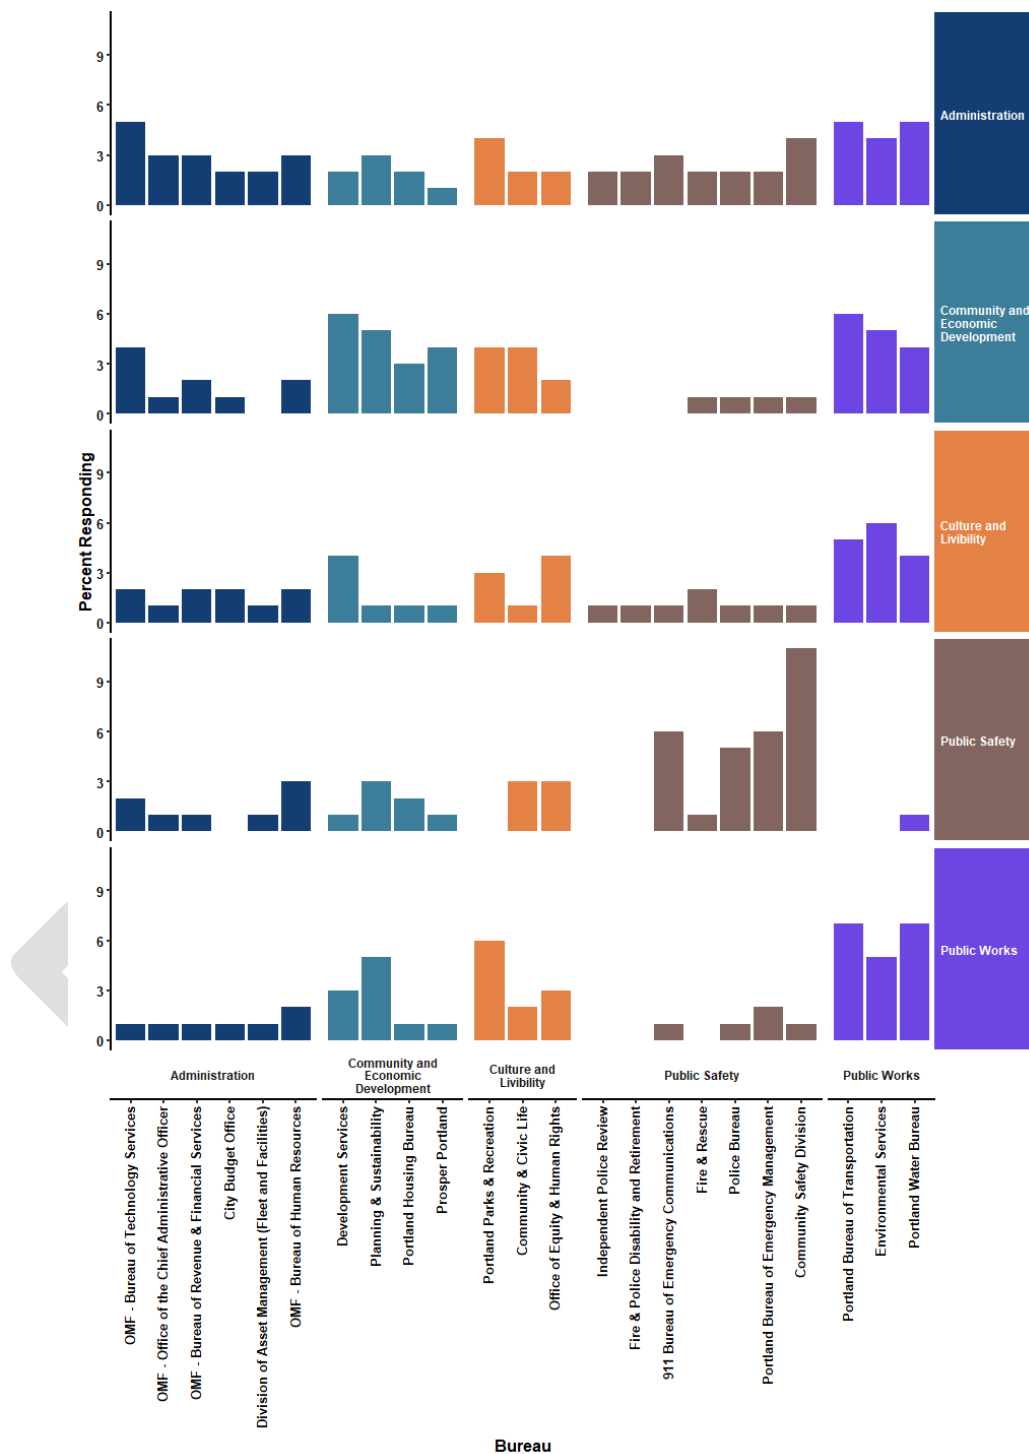 9
6
3
0
Administration
9
6
3
0
Community and
Economic
Development
9
6
3
0
Culture and
Livibility
9
6
3
0
Public Safety
9
6
3
0
Public Works
Percent Responding
Administration
Community and
Economic
Development
Culture and
Livibility
Public Safety
Public Works
OMF - Bureau of Technology Services
OMF - Office of the Chief Administrative Officer
OMF - Bureau of Revenue & Financial Services
City Budget Office
Division of Asset Management (Fleet and Facilities)
OMF - Bureau of Human Resources
Development Services
Planning & Sustainability
Portland Housing Bureau
Prosper Portland
Portland Parks & Recreation
Community & Civic Life
Office of Equity & Human Rights
Independent Police Review
Fire & Police Disability and Retirement
911 Bureau of Emergency Communications
Fire & Rescue
Police Bureau
Portland Bureau of Emergency Management
Community Safety Division
Portland Bureau of Transportation
Environmental Services
Portland Water Bureau
Bureau